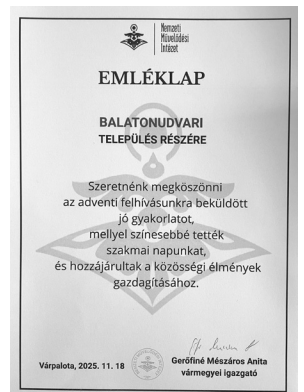 Nemzeti
Művelődési
Intézet
EMLÉKLAP
BALATONUDVARI
TELEPÜLÉS RÉSZÉRE
Szeretnénk megköszönni
az adventi felhívásunkra beküldött
jó gyakorlatot,
mellyel színesebbé tették
szakmai napunkat,
és hozzájárultak a közösségi élmények
gazdagításához.
Várpalota, 2025. 11. 18
Gerőfiné Mészáros Anita
vármegyei igazgató